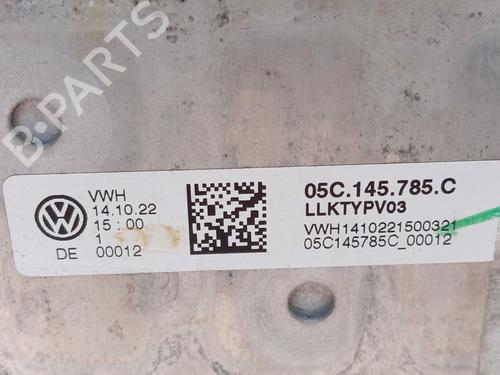 B-PARTS
VWH
14.10.22
15:00
1
DE 00012
05C.145.785.C
LLKTYPV03
VWH1410221500321
05C145785C_00012